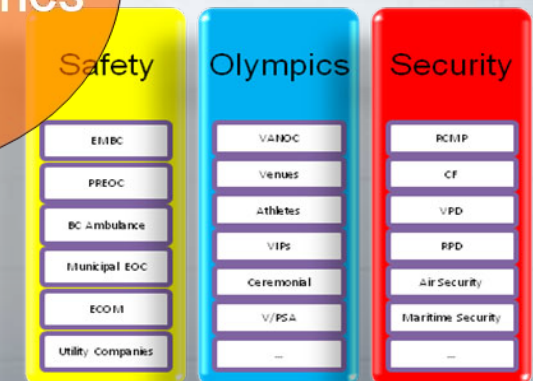 Safety
EMBC
PREOC
BC Ambulance
Municipal EOC
ECOM
Utility Companies
Olympics
VANOC
Venues
Athletes
VIPs
Ceremonial
V/PSA
...
Security
RCMP
CF
VPD
RPD
Air Security
Maritime Security
...